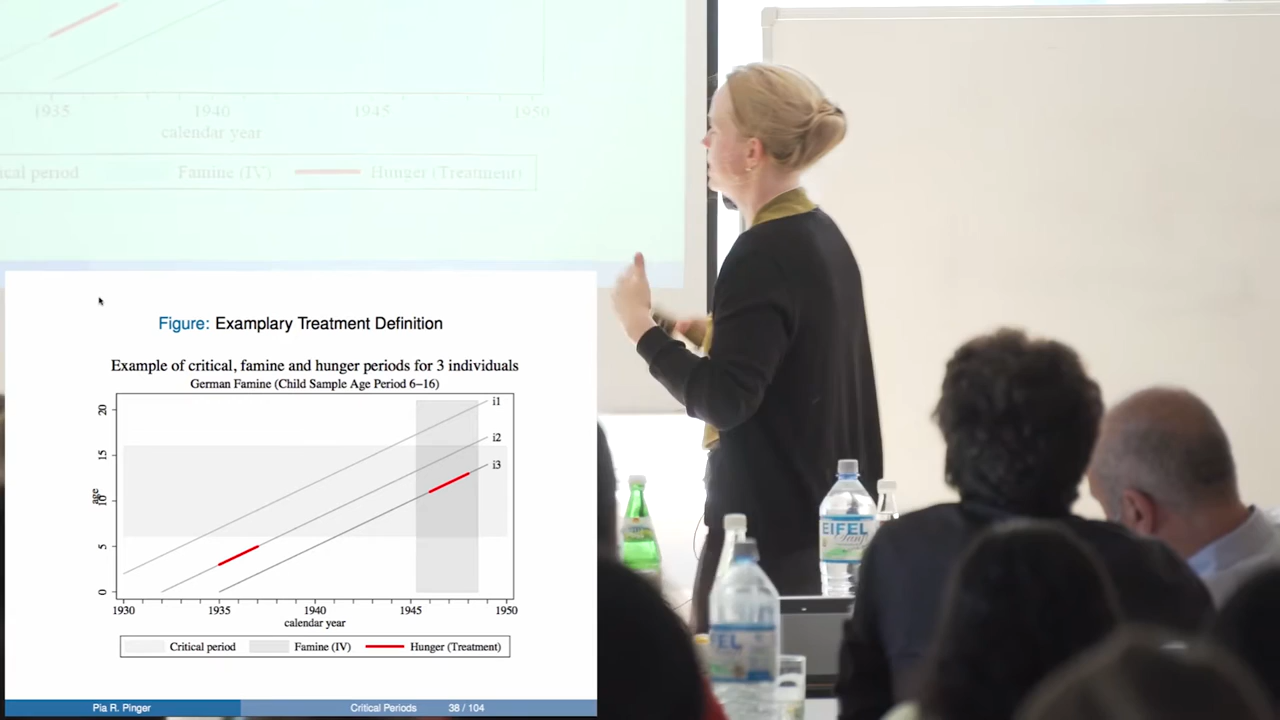 1935 1940 1945 1950
calendar year
ical period Famine (IV) Hunger (Treatment)
Figure: Examplary Treatment Definition
Example of critical, famine and hunger periods for 3 individuals
German Famine (Child Sample Age Period 6–16)
20
15
10
5
0
age
i1
i2
i3
1930 1935 1940 1945 1950
calendar year
Critical period Famine (IV) Hunger (Treatment)
Pia R. Pinger Critical Periods 38 / 104
EIFEL
FEL